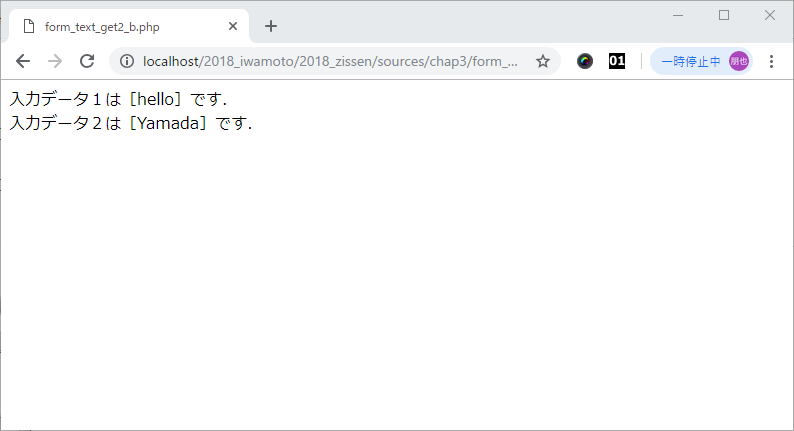 form_text_get2_b.php
localhost/2018_iwamoto/2018_zissen/sources/chap3/form_...
01
一時停止中
朋也
入力データ１は［hello］です.
入力データ２は［Yamada］です.